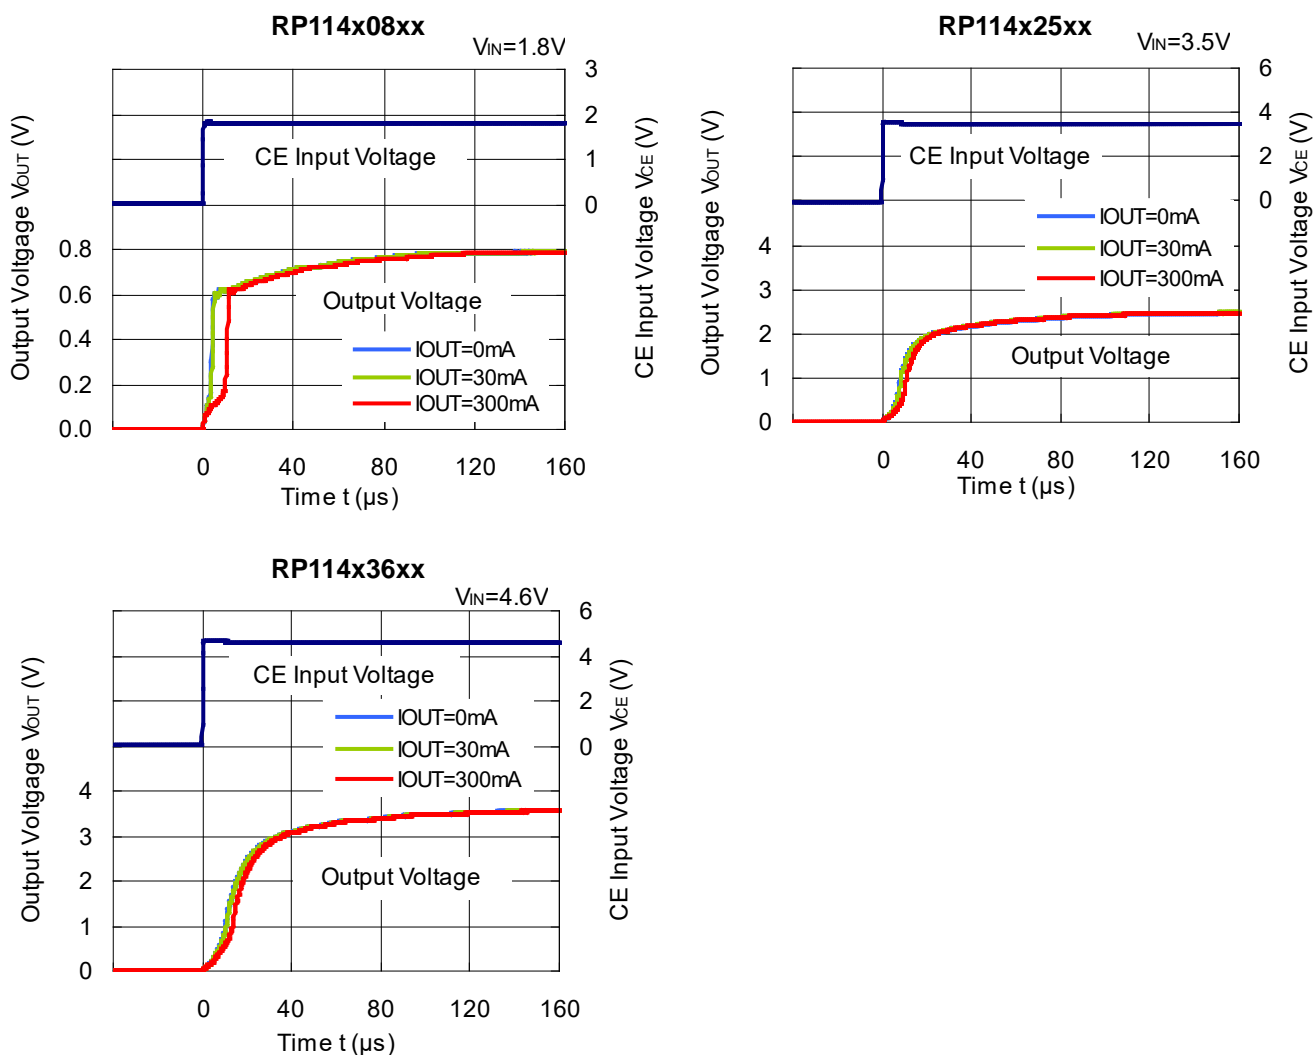 RP114x08xx
VIN=1.8V
Output Voltgage VOUT (V)
CE Input Voltage VCE (V)
3
2
1
0
CE Input Voltage
0.8
0.6
0.4
0.2
0.0
Output Voltage
IOUT=0mA
IOUT=30mA
IOUT=300mA
0 40 80 120 160
Time t (µs)
RP114x25xx
VIN=3.5V
Output Voltgage VOUT (V)
CE Input Voltage VCE (V)
6
4
2
0
CE Input Voltage
IOUT=0mA
IOUT=30mA
IOUT=300mA
4
3
2
1
0
Output Voltage
0 40 80 120 160
Time t (µs)
RP114x36xx
VIN=4.6V
Output Voltgage VOUT (V)
CE Input Voltage VCE (V)
6
4
2
0
CE Input Voltage
IOUT=0mA
IOUT=30mA
IOUT=300mA
4
3
2
1
0
Output Voltage
0 40 80 120 160
Time t (µs)